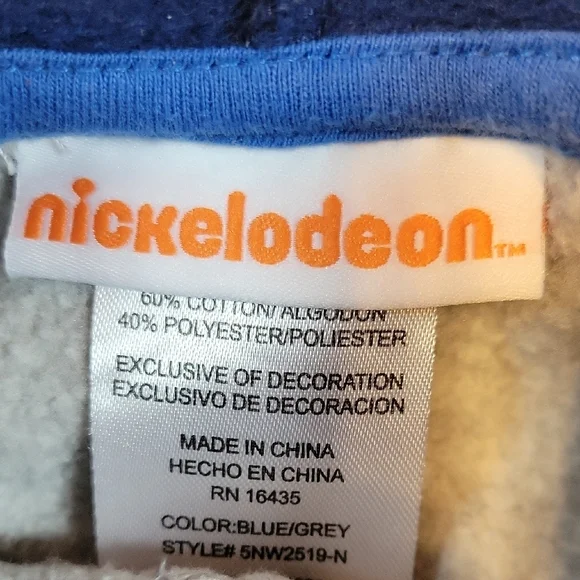 nickelodeon™
60% COTTON/ALGODON
40% POLYESTER/POLIESTER
EXCLUSIVE OF DECORATION
EXCLUSIVO DE DECORACION
MADE IN CHINA
HECHO EN CHINA
RN 16435
COLOR:BLUE/GREY
STYLE# 5NW2519-N